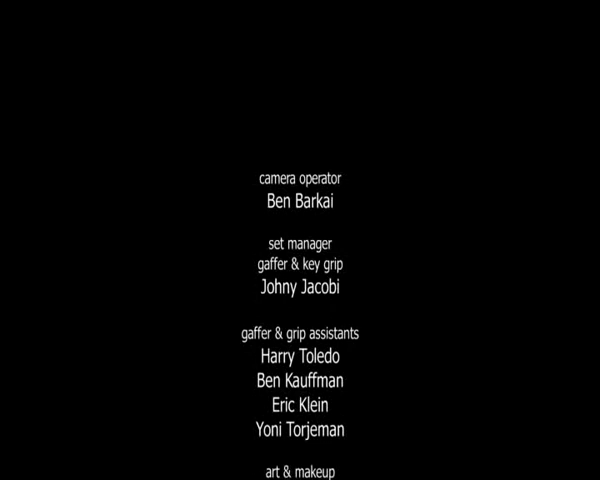 camera operator
Ben Barkai
set manager
gaffer & key grip
Johny Jacobi
gaffer & grip assistants
Harry Toledo
Ben Kauffman
Eric Klein
Yoni Torjeman
art & makeup